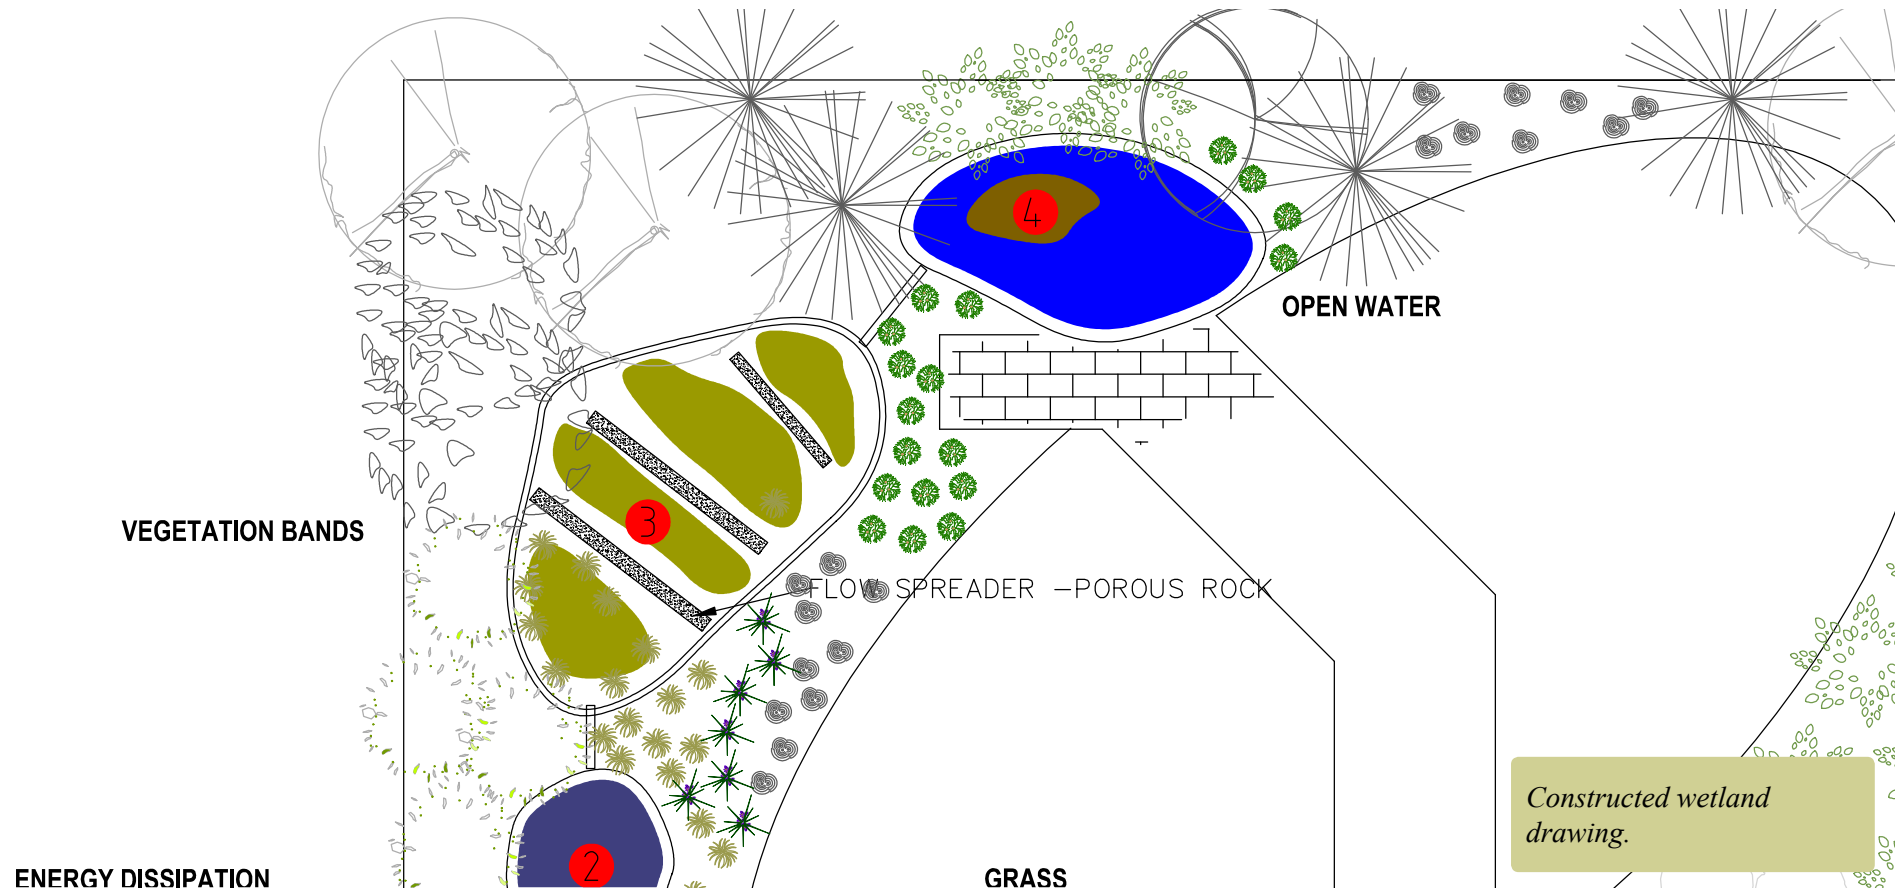 4
OPEN WATER
VEGETATION BANDS
3
FLOW SPREADER -POROUS ROCK
Constructed wetland
drawing.
2
ENERGY DISSIPATION
GRASS